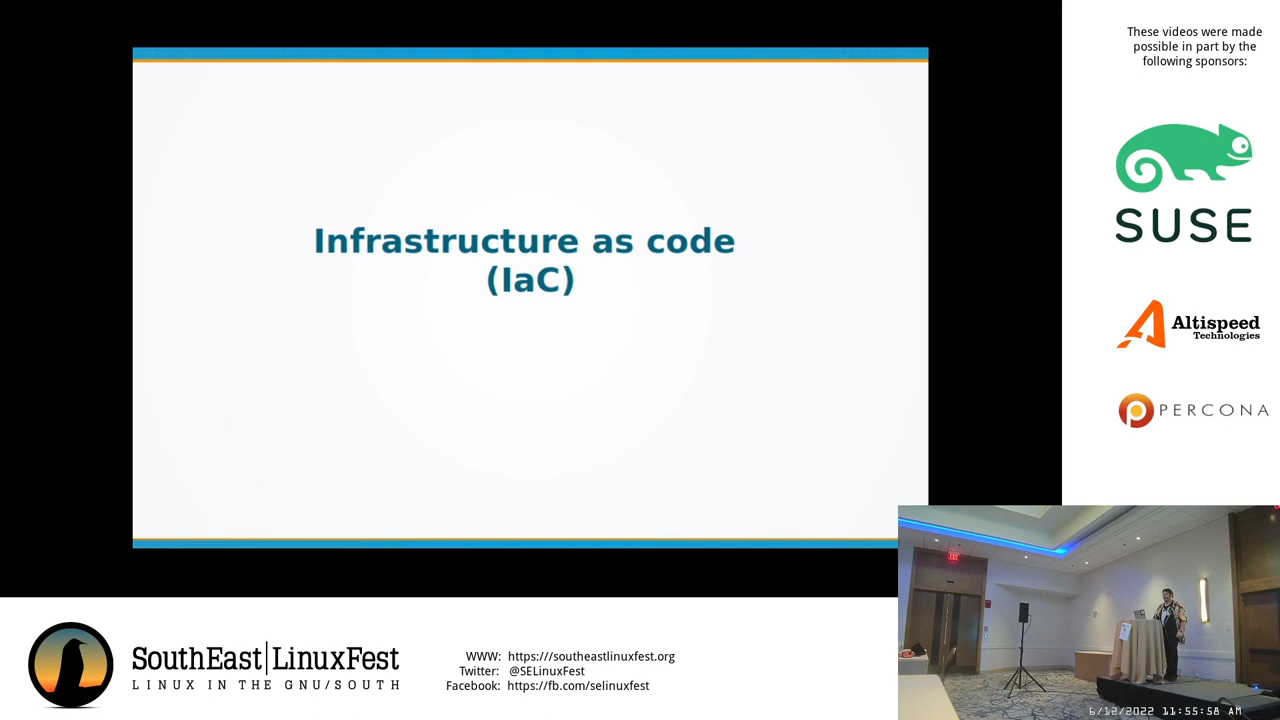 Infrastructure as code
(IaC)
These videos were made
possible in part by the
following sponsors:
SUSE
Altispeed
Technologies
PERCONA
SouthEast LinuxFest
LINUX IN THE GNU/SOUTH
WWW: https:///southeastlinuxfest.org
Twitter: @SELinuxFest
Facebook: https://fb.com/selinuxfest
6/12/2022 11:55:58 AM